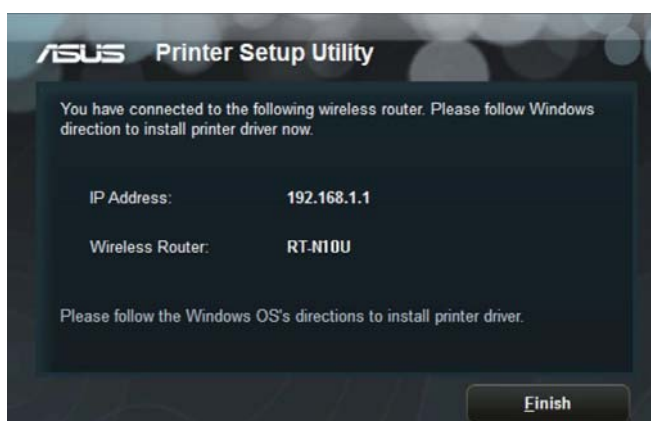 ASUS Printer Setup Utility
You have connected to the following wireless router. Please follow Windows
direction to install printer driver now.
IP Address: 192.168.1.1
Wireless Router: RT-N10U
Please follow the Windows OS's directions to install printer driver.
Finish